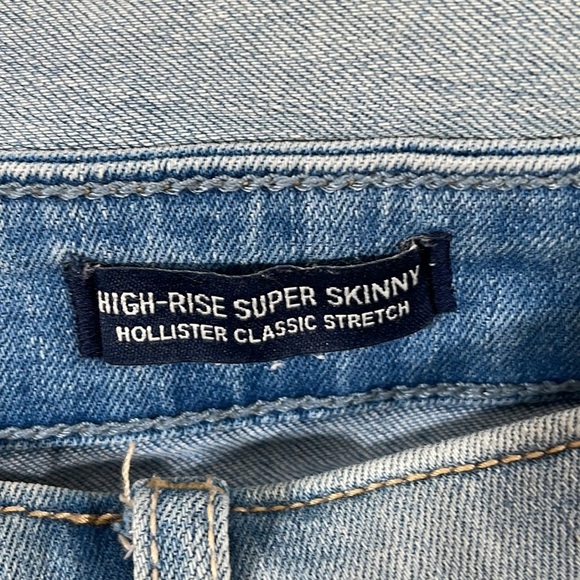 HIGH-RISE SUPER SKINNY
HOLLISTER CLASSIC STRETCH